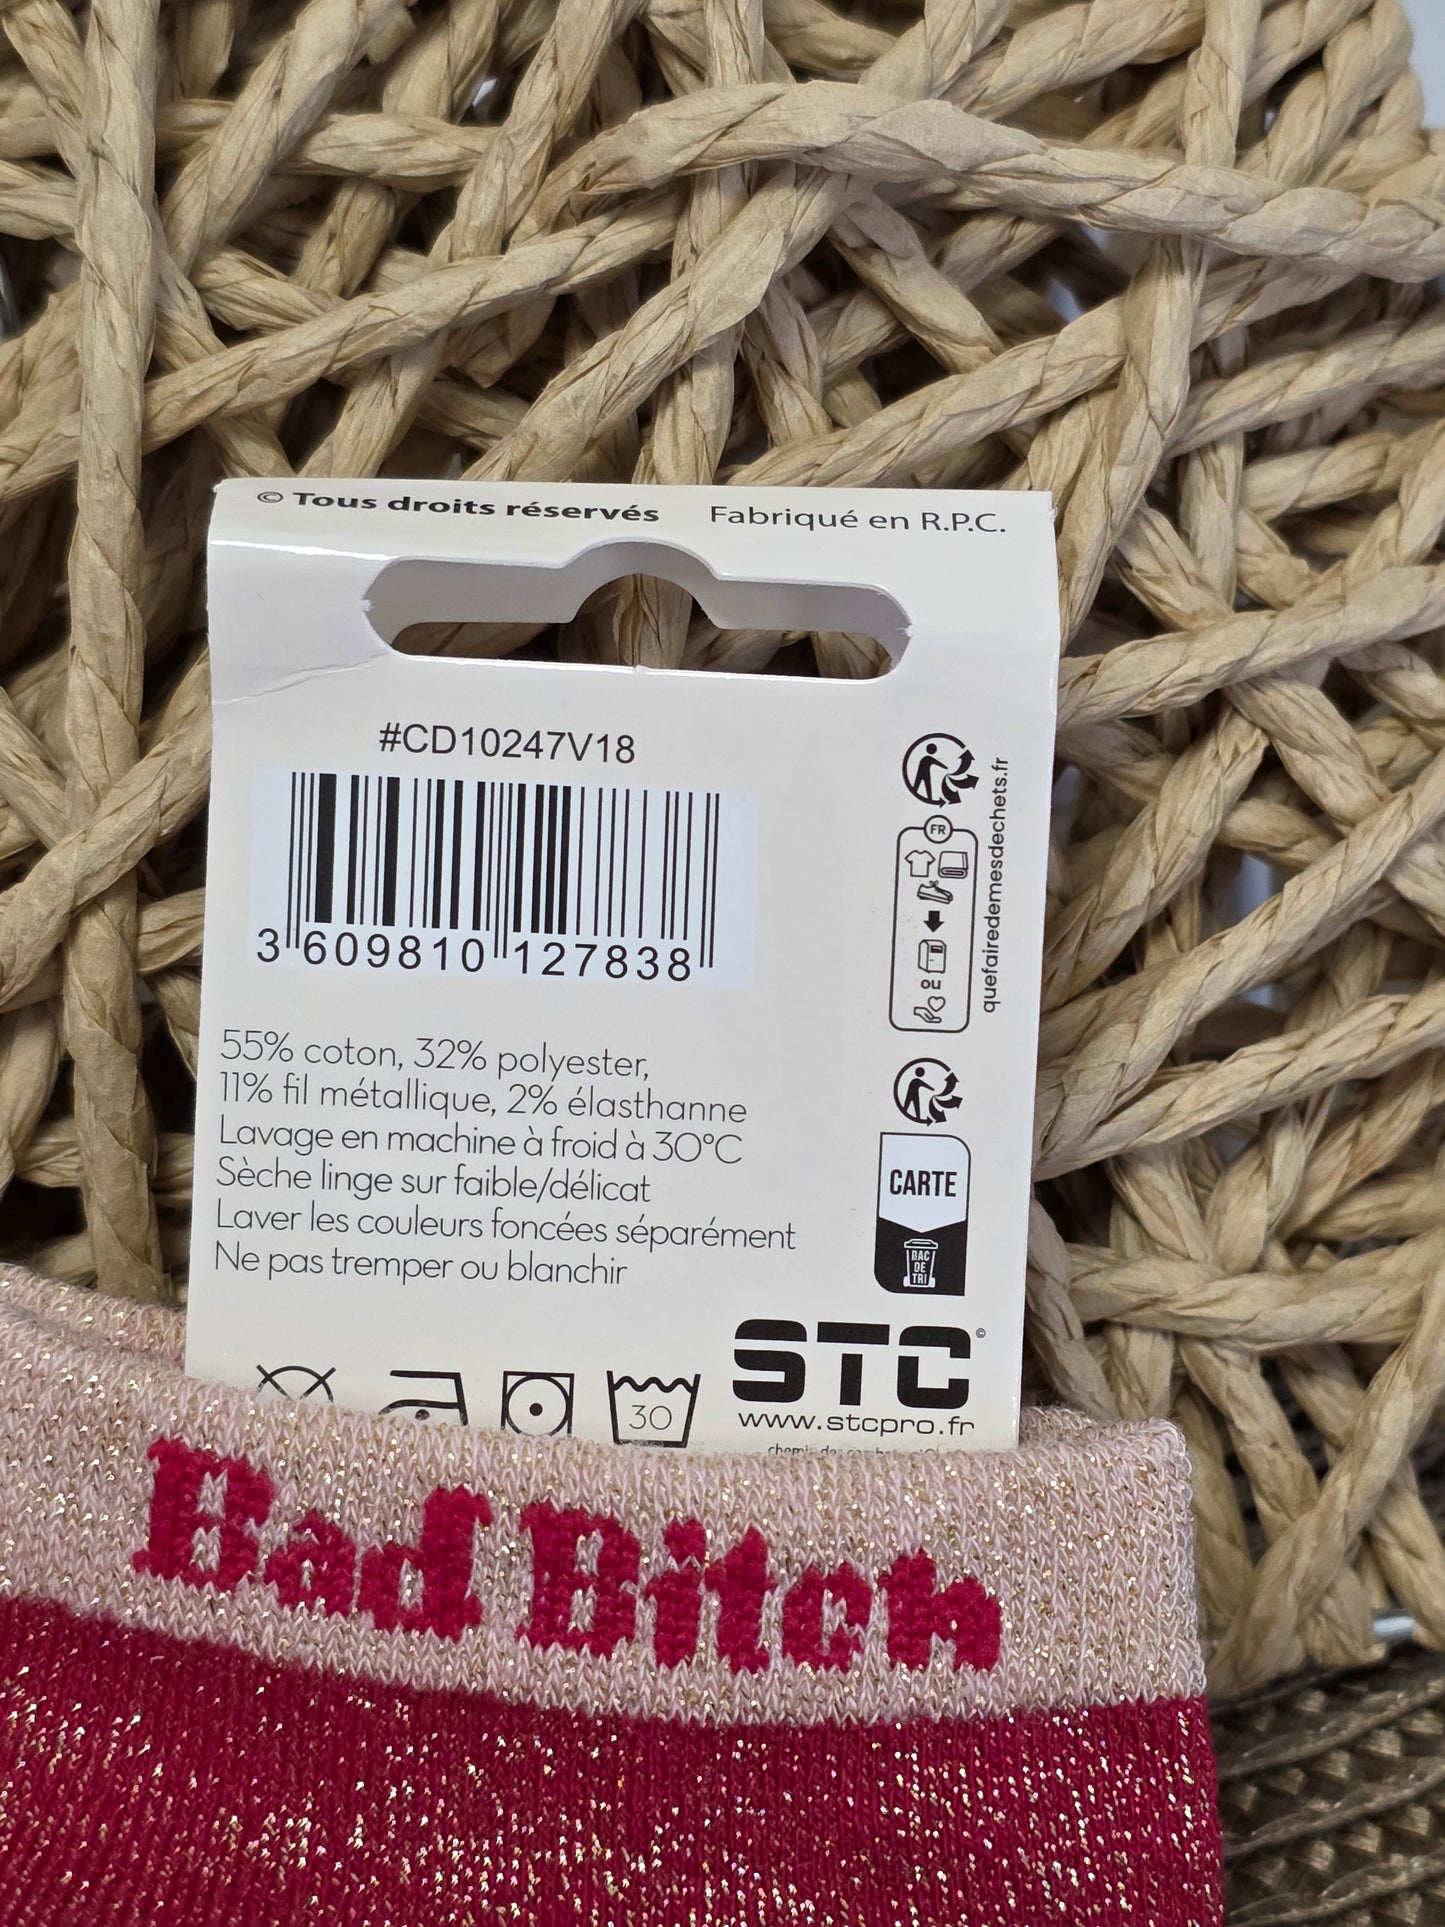 © Tous droits réservés Fabriqué en R.P.C.
#CD10247V18
3 609810 127838
quefairedemesdechets.fr
FR
ou
55% coton, 32% polyester,
11% fil métallique, 2% élasthanne
Lavage en machine à froid à 30°C
Sèche linge sur faible/délicat
Laver les couleurs foncées séparément
Ne pas tremper ou blanchir
CARTE
BAC
DE
TRI
STC©
www.stcpro.fr
30
Bad Bitch